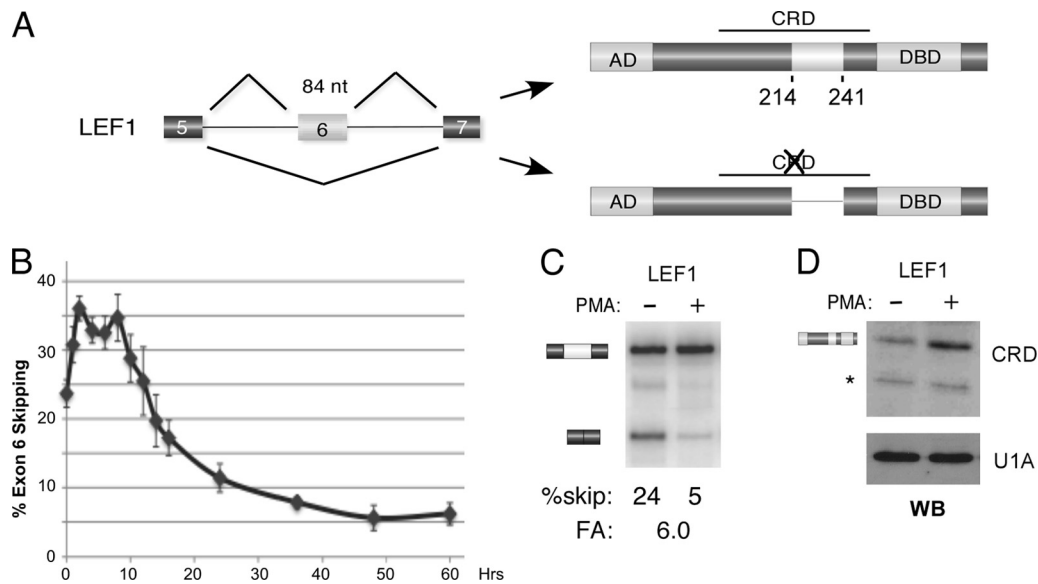 A
CRD
AD
DBD
214
241
84 nt
LEF1
5
6
7
CRD
AD
DBD
B
40
30
20
10
0
% Exon 6 Skipping
0
10
20
30
40
50
60
Hrs
C
LEF1
PMA: – +
%skip: 24 5
FA: 6.0
D
LEF1
PMA: – +
CRD
*
U1A
WB